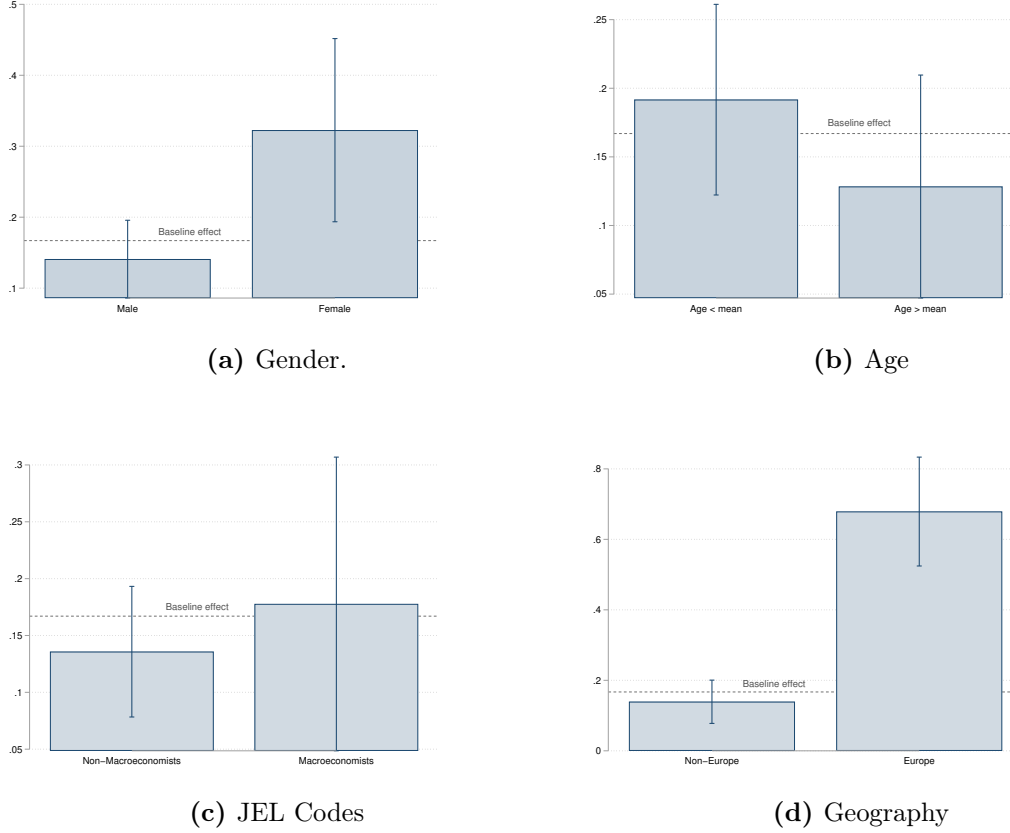 .5
.4
.3
.2
.1
Baseline effect
Male Female
(a) Gender.
.25
.2
.15
.1
.05
Baseline effect
Age < mean Age > mean
(b) Age
.3
.25
.2
.15
.1
.05
Baseline effect
Non−Macroeconomists Macroeconomists
(c) JEL Codes
.8
.6
.4
.2
0
Baseline effect
Non−Europe Europe
(d) Geography